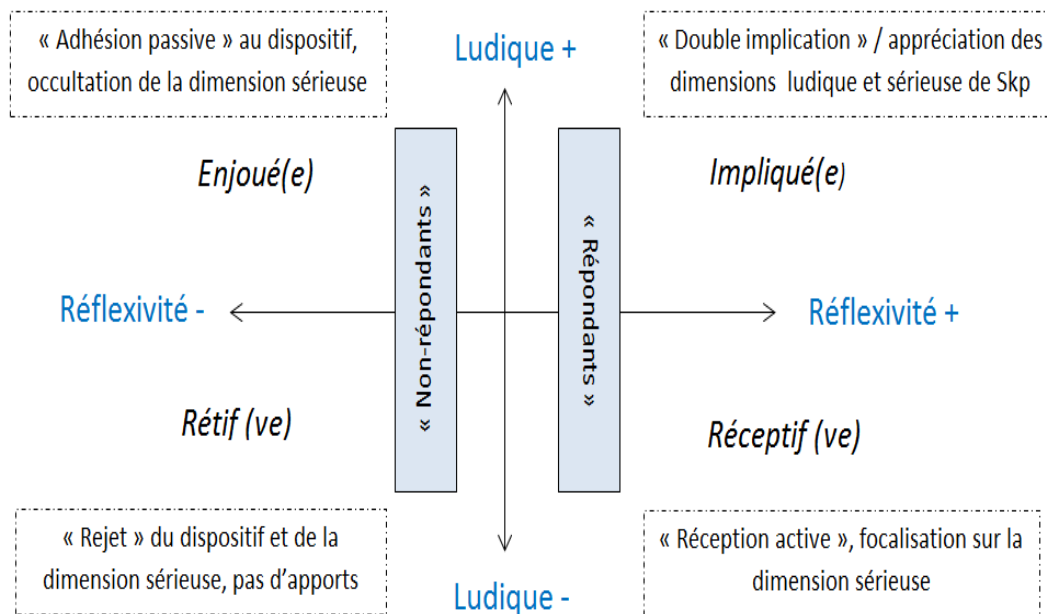 « Adhésion passive » au dispositif,
occultation de la dimension sérieuse
Ludique +
« Double implication » / appréciation des
dimensions ludique et sérieuse de Skp
Enjoué(e)
Impliqué(e)
« Non-répondants »
« Répondants »
Réflexivité -
Réflexivité +
Rétif (ve)
Réceptif (ve)
« Rejet » du dispositif et de la
dimension sérieuse, pas d’apports
Ludique -
« Réception active », focalisation sur la
dimension sérieuse